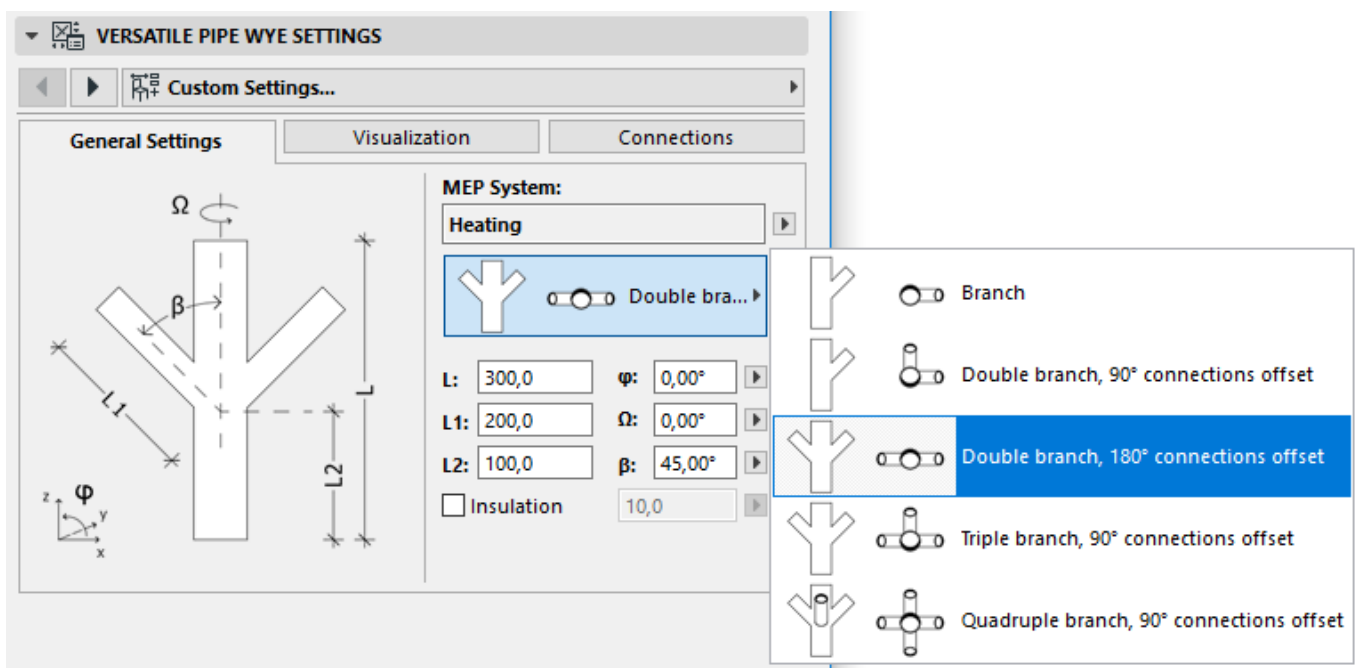 VERSATILE PIPE WYE SETTINGS
Custom Settings...
General Settings
Visualization
Connections
Ω
β
L1
L
L2
z
φ
y
x
MEP System:
Heating
Double bra...
L: 300,0 φ: 0,00°
L1: 200,0 Ω: 0,00°
L2: 100,0 β: 45,00°
Insulation 10,0
Branch
Double branch, 90° connections offset
Double branch, 180° connections offset
Triple branch, 90° connections offset
Quadruple branch, 90° connections offset